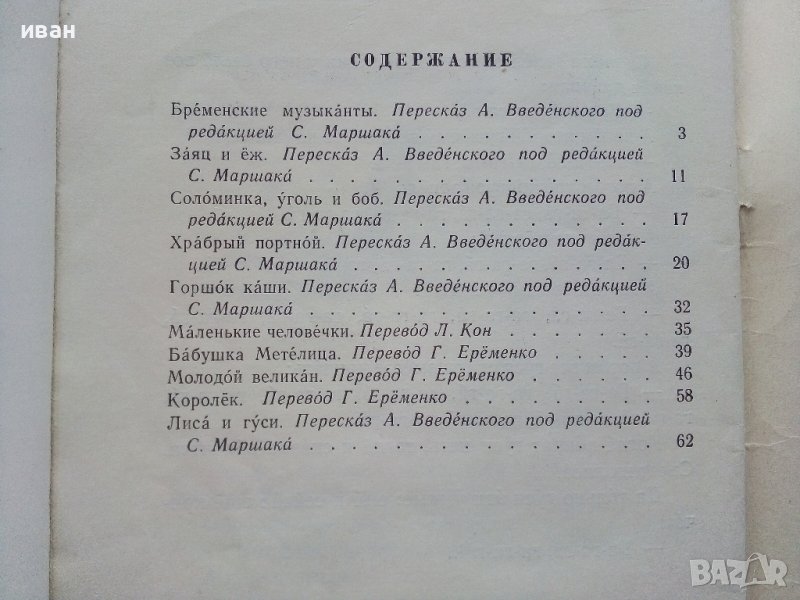 иван
СОДЕРЖАНИЕ
Бре́менские музыка́нты. Переска́з А. Введе́нского под
реда́кцией С. Маршака́ . . . . . . . . . . . 3
За́яц и ёж. Переска́з А. Введе́нского под реда́кцией
С. Маршака́ . . . . . . . . . . . . . . . . 11
Соло́минка, у́голь и боб. Переска́з А. Введе́нского под
реда́кцией С. Маршака́ . . . . . . . . . . . . 17
Хра́брый портно́й. Переска́з А. Введе́нского под реда́к-
цией С. Маршака́ . . . . . . . . . . . . . . 20
Горшо́к ка́ши. Переска́з А. Введе́нского под реда́кцией
С. Маршака́ . . . . . . . . . . . . . . . . 32
Ма́ленькие челове́чки. Перево́д Л. Кон . . . . . . . 35
Ба́бушка Мете́лица. Перево́д Г. Ерёменко . . . . . . 39
Молодо́й велика́н. Перево́д Г. Ерёменко . . . . . . . 46
Королёк. Перево́д Г. Ерёменко . . . . . . . . . . 58
Лиса́ и гу́си. Переска́з А. Введе́нского под реда́кцией
С. Маршака́ . . . . . . . . . . . . . . . . 62
BAZAR